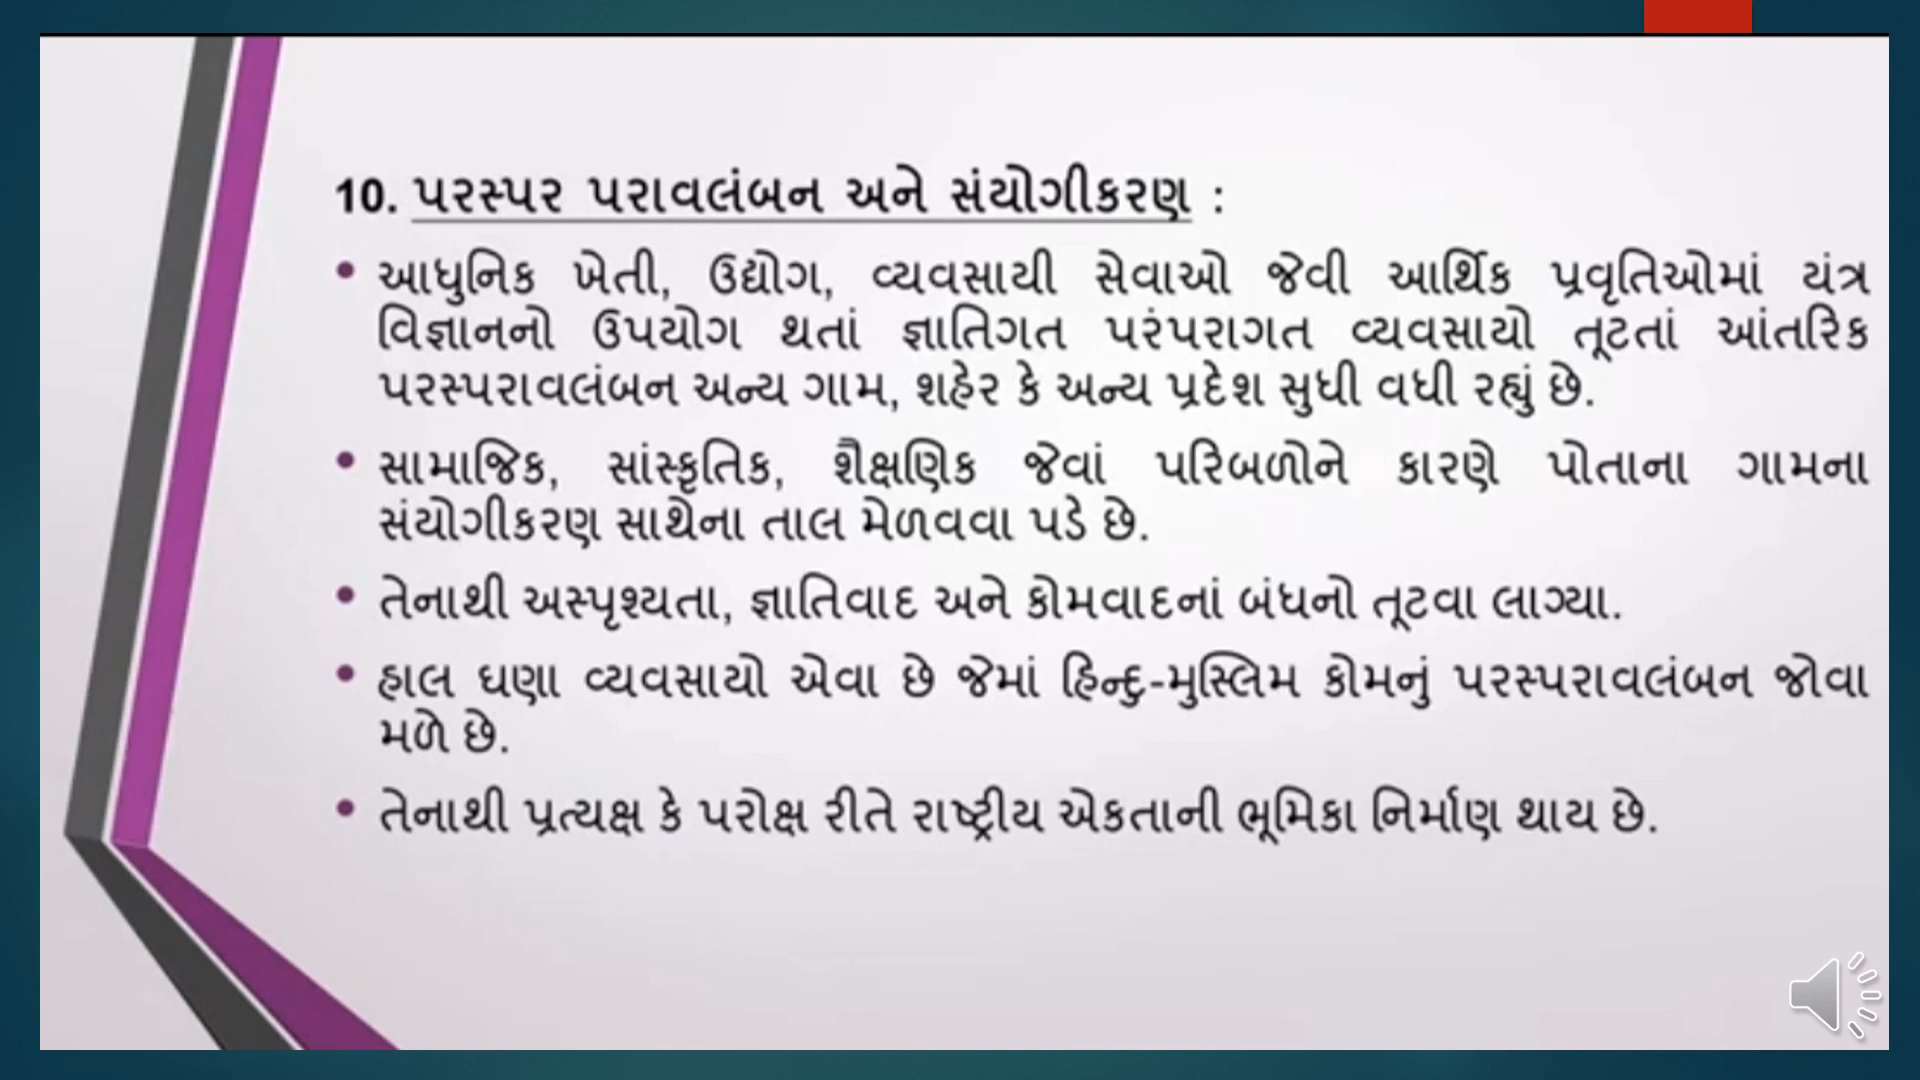 10. પરસ્પર પરાવલંબન અને સંયોગીકરણ :
• આધુનિક ખેતી, ઉદ્યોગ, વ્યવસાયી સેવાઓ જેવી આર્થિક પ્રવૃતિઓમાં યંત્ર
વિજ્ઞાનનો ઉપયોગ થતાં જ્ઞાતિગત પરંપરાગત વ્યવસાયો તૂટતાં આંતરિક
પરસ્પરાવલંબન અન્ય ગામ, શહેર કે અન્ય પ્રદેશ સુધી વધી રહ્યું છે.
• સામાજિક, સાંસ્કૃતિક, શૈક્ષણિક જેવાં પરિબળોને કારણે પોતાના ગામના
સંયોગીકરણ સાથેના તાલ મેળવવા પડે છે.
• તેનાથી અસ્પૃશ્યતા, જ્ઞાતિવાદ અને કોમવાદનાં બંધનો તૂટવા લાગ્યા.
• હાલ ઘણા વ્યવસાયો એવા છે જેમાં હિન્દુ-મુસ્લિમ કોમનું પરસ્પરાવલંબન જોવા
મળે છે.
• તેનાથી પ્રત્યક્ષ કે પરોક્ષ રીતે રાષ્ટ્રીય એકતાની ભૂમિકા નિર્માણ થાય છે.